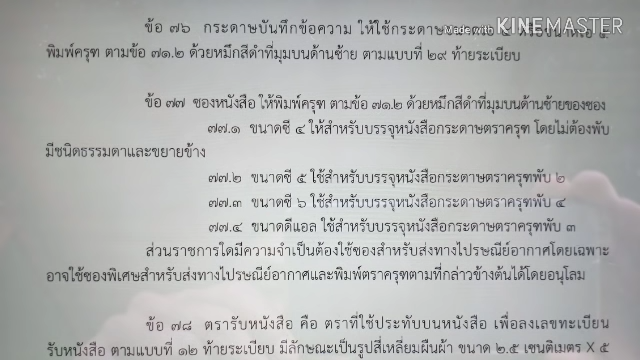 ข้อ ๗๖ กระดาษบันทึกข้อความ ให้ใช้กระดาษ
Made with KINEMASTER
พิมพ์ครุฑ ตามข้อ ๗๑.๒ ด้วยหมึกสีดำที่มุมบนด้านซ้าย ตามแบบที่ ๒๙ ท้ายระเบียบ
ข้อ ๗๗ ซองหนังสือ ให้พิมพ์ครุฑ ตามข้อ ๗๑.๒ ด้วยหมึกสีดำที่มุมบนด้านซ้ายของซอง
๗๗.๑ ขนาดซี ๔ ให้สำหรับบรรจุหนังสือกระดาษตราครุฑ โดยไม่ต้องพับ
มีชนิดธรรมดาและขยายข้าง
๗๗.๒ ขนาดซี ๕ ใช้สำหรับบรรจุหนังสือกระดาษตราครุฑพับ ๒
๗๗.๓ ขนาดซี ๖ ใช้สำหรับบรรจุหนังสือกระดาษตราครุฑพับ ๔
๗๗.๔ ขนาดดีแอล ใช้สำหรับบรรจุหนังสือกระดาษตราครุฑพับ ๓
ส่วนราชการใดมีความจำเป็นต้องใช้ซองสำหรับส่งทางไปรษณีย์อากาศโดยเฉพาะ
อาจใช้ซองพิเศษสำหรับส่งทางไปรษณีย์อากาศและพิมพ์ตราครุฑตามที่กล่าวข้างต้นได้โดยอนุโลม
ข้อ ๗๘ ตรารับหนังสือ คือ ตราที่ใช้ประทับบนหนังสือ เพื่อลงเลขทะเบียน
รับหนังสือ ตามแบบที่ ๑๒ ท้ายระเบียบ มีลักษณะเป็นรูปสี่เหลี่ยมผืนผ้า ขนาด ๒.๕ เซนติเมตร X ๕